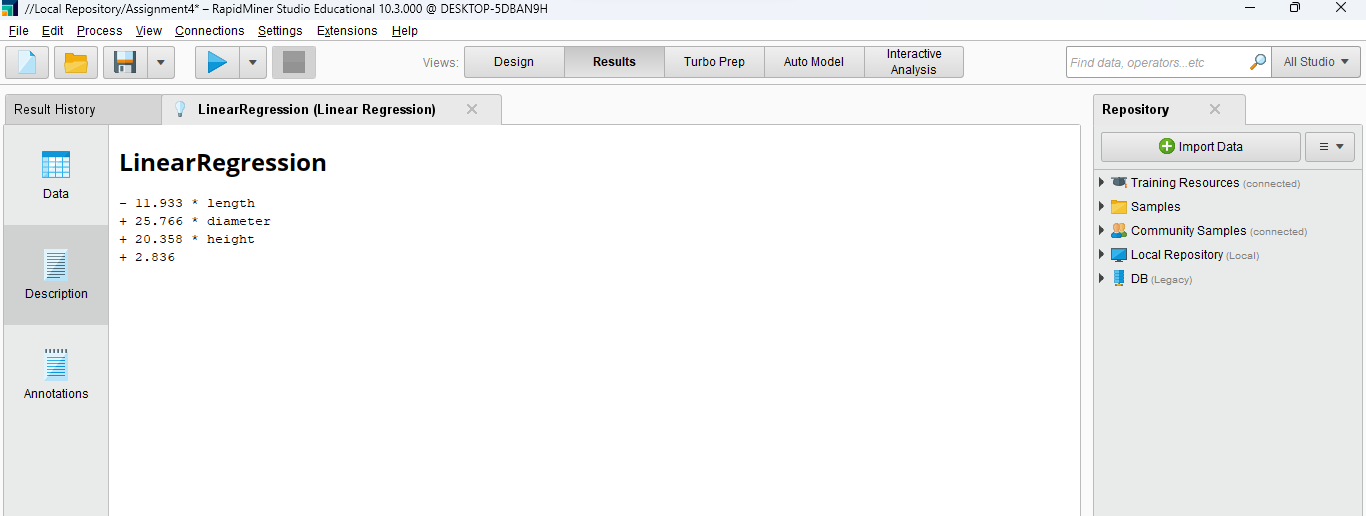 //Local Repository/Assignment4* – RapidMiner Studio Educational 10.3.000 @ DESKTOP-5DBAN9H
File Edit Process View Connections Settings Extensions Help
Views: Design Results Turbo Prep Auto Model Interactive Analysis Find data, operators...etc All Studio
Result History LinearRegression (Linear Regression) Repository
Import Data
LinearRegression
- 11.933 * length
+ 25.766 * diameter
+ 20.358 * height
+ 2.836
Data
Description
Annotations
Training Resources (connected)
Samples
Community Samples (connected)
Local Repository (Local)
DB (Legacy)